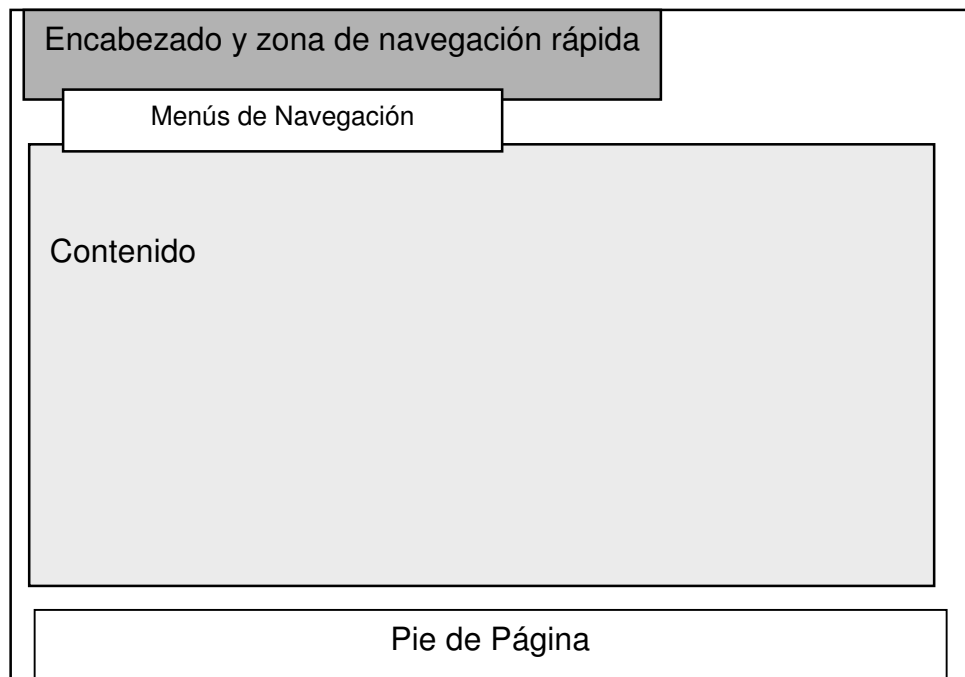 Encabezado y zona de navegación rápida
Menús de Navegación
Contenido
Pie de Página